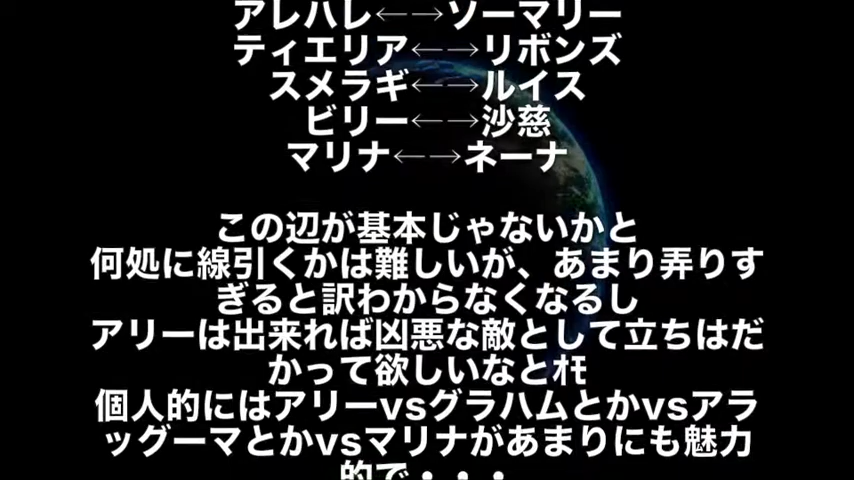 アレハレ←→ソーマリー
ティエリア←→リボンズ
スメラギ←→ルイス
ビリー←→沙慈
マリナ←→ネーナ
この辺が基本じゃないかと
何処に線引くかは難しいが、あまり弄りす
ぎると訳わからなくなるし
アリーは出来れば凶悪な敵として立ちはだ
かって欲しいなとｵﾓ
個人的にはアリーvsグラハムとかvsアラ
ッグーマとかvsマリナがあまりにも魅力
的で・・・